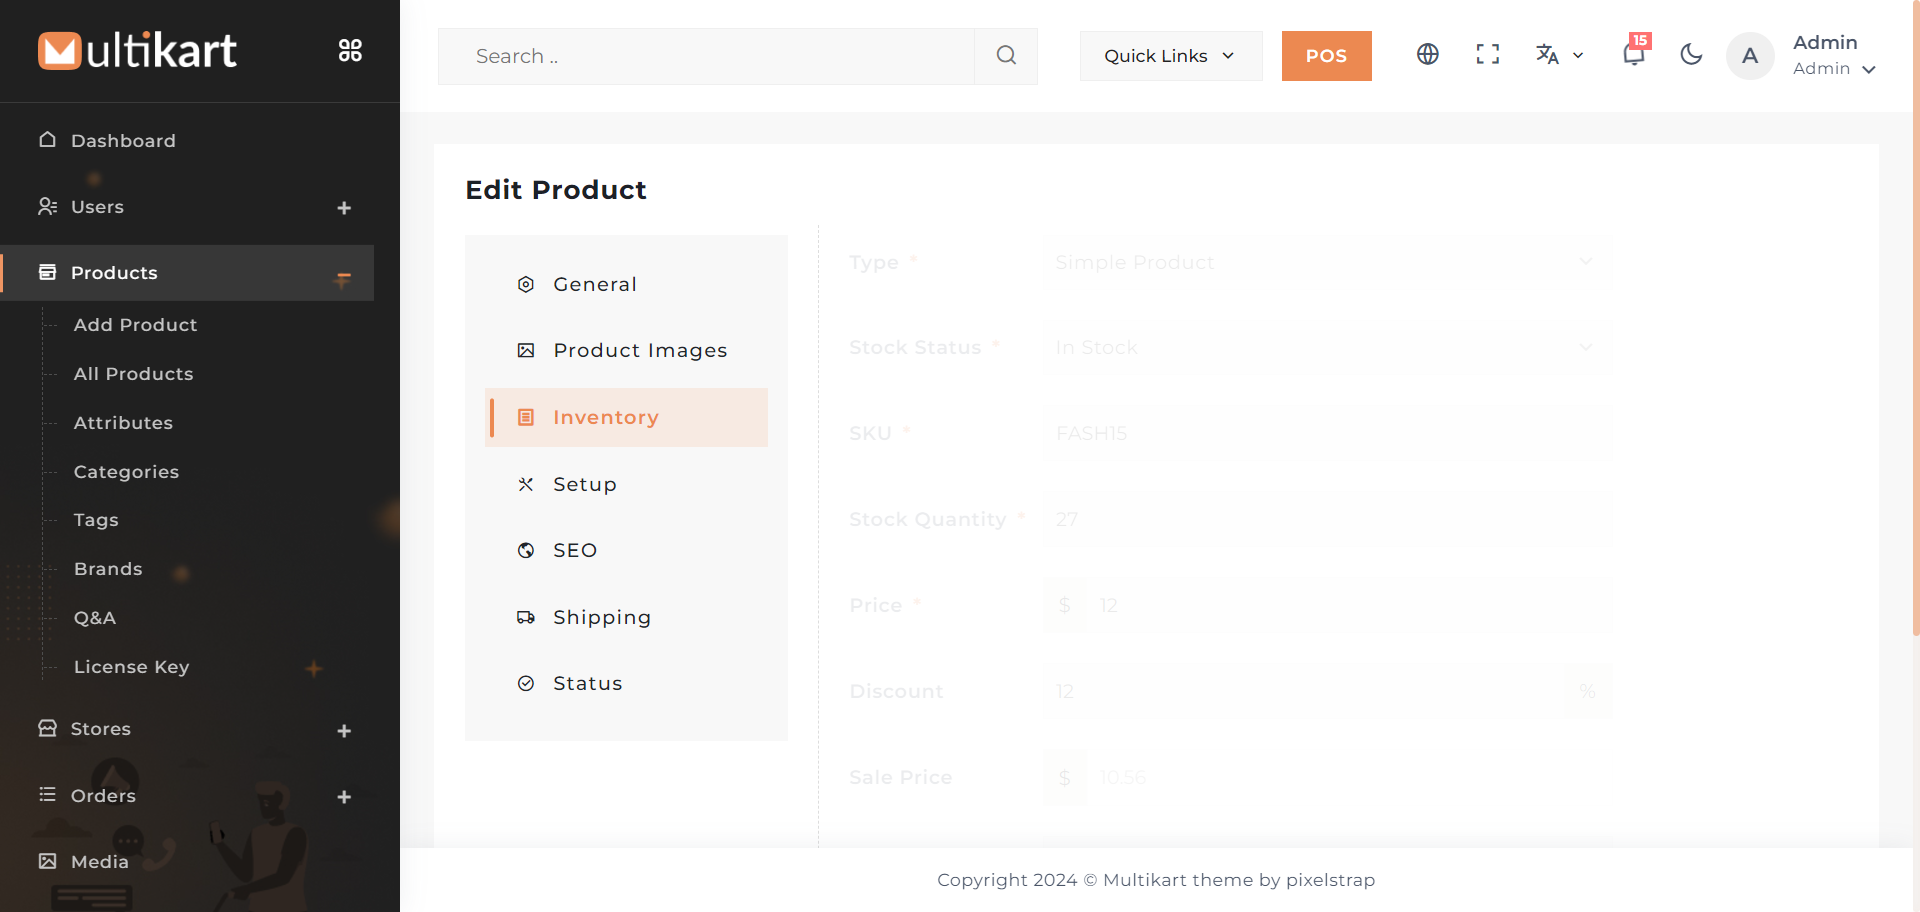 Multikart
Dashboard
Users
Products
Add Product
All Products
Attributes
Categories
Tags
Brands
Q&A
License Key
Stores
Orders
Media
Search ..
Quick Links
POS
15
A
Admin
Admin
Edit Product
General
Product Images
Inventory
Setup
SEO
Shipping
Status
Type *
Simple Product
Stock Status *
In Stock
SKU *
FASH15
Stock Quantity *
27
Price *
$ 12
Discount
12 %
Sale Price
$ 10.56
Copyright 2024 © Multikart theme by pixelstrap